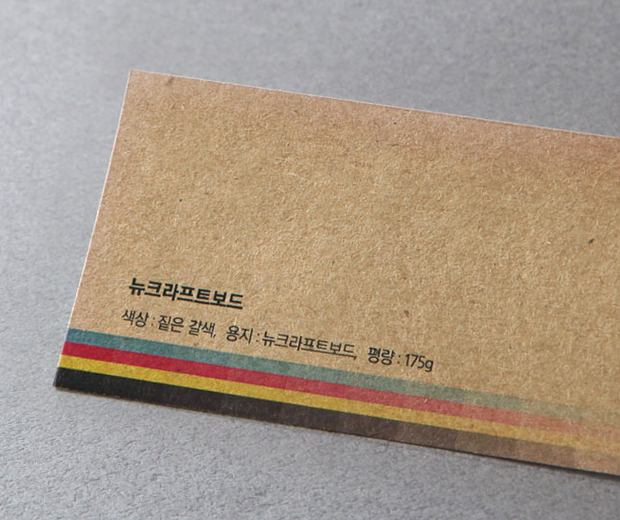 뉴크라프트보드
색상 : 짙은 갈색, 용지 : 뉴크라프트보드, 평량 : 175g